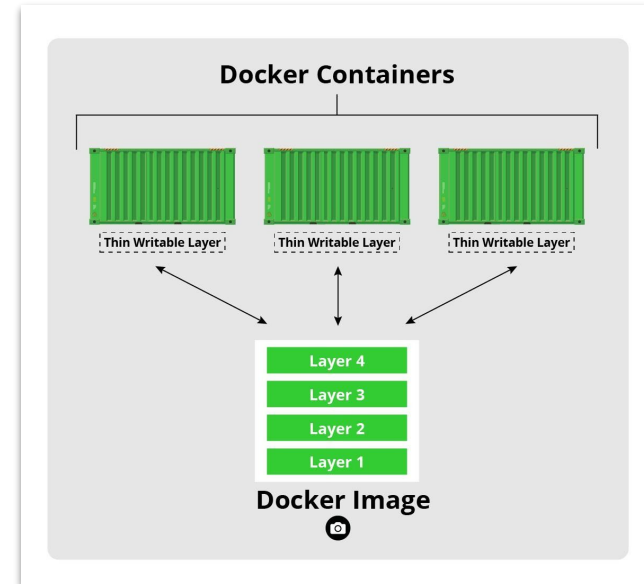 Docker Containers
Thin Writable Layer
Thin Writable Layer
Thin Writable Layer
Layer 4
Layer 3
Layer 2
Layer 1
Docker Image